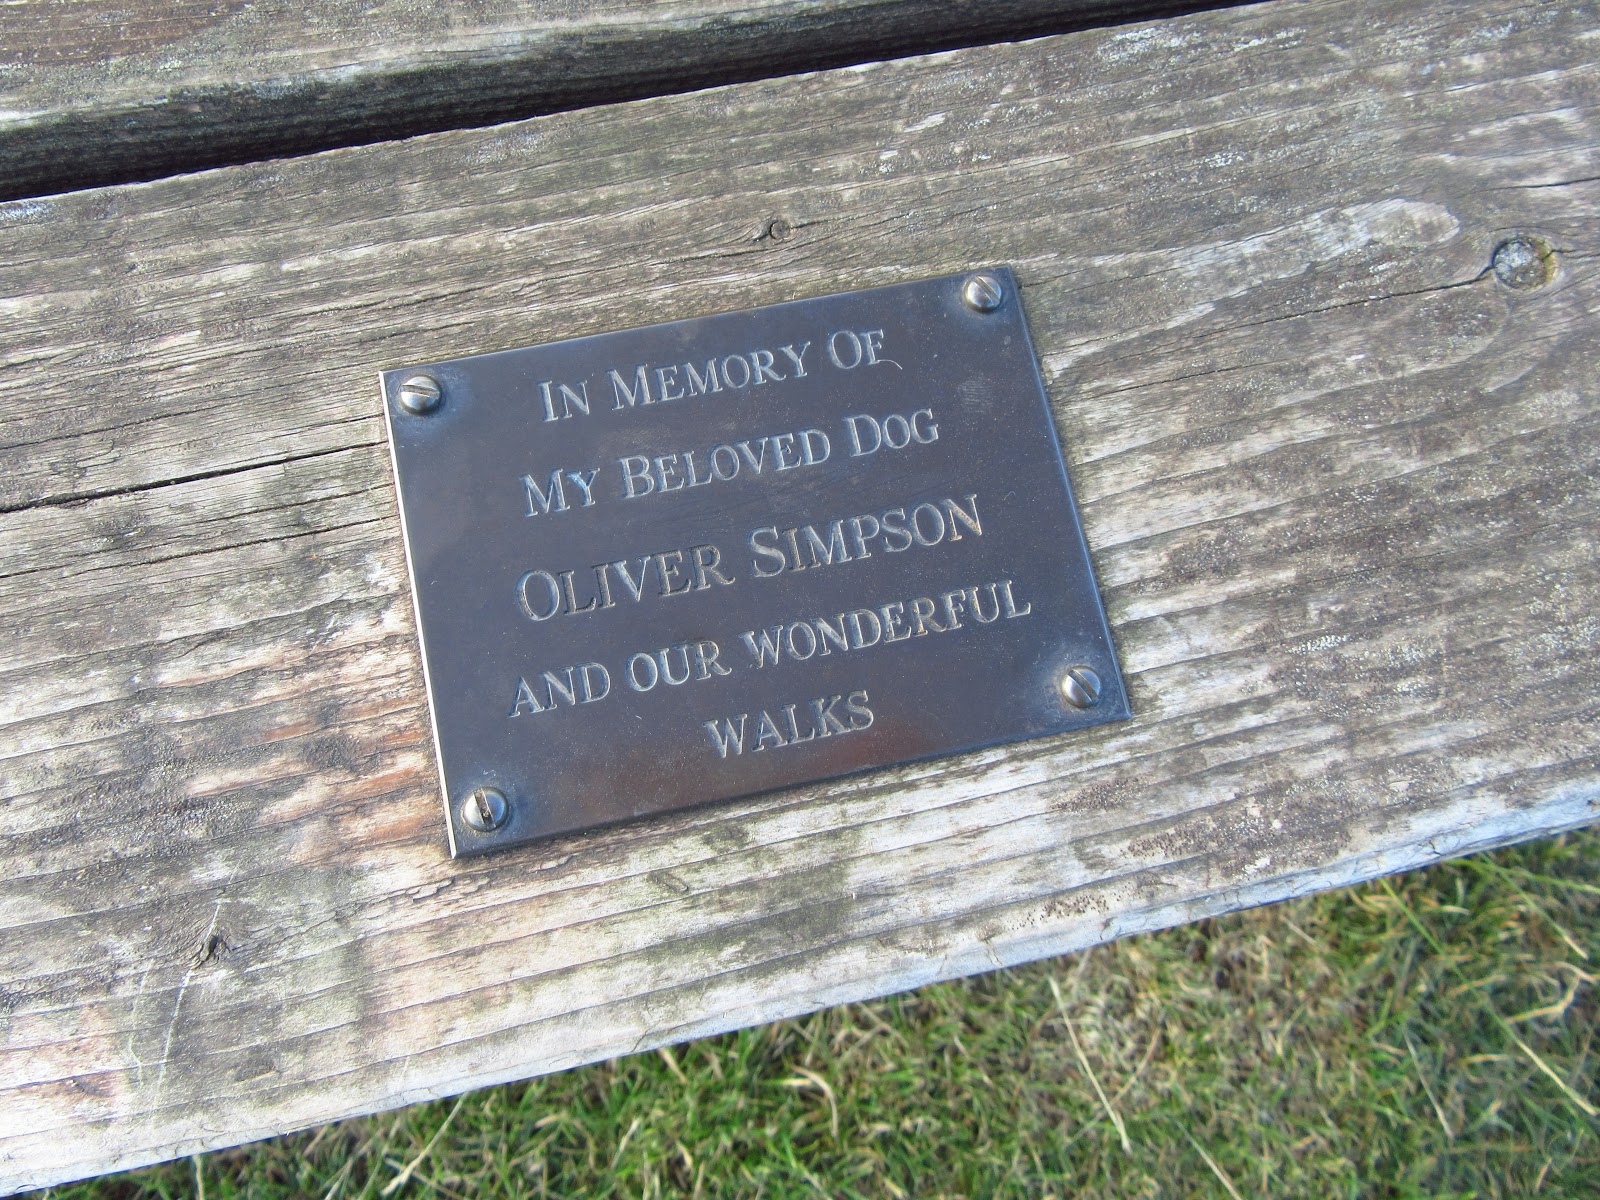 IN MEMORY OF
MY BELOVED DOG
OLIVER SIMPSON
AND OUR WONDERFUL
WALKS